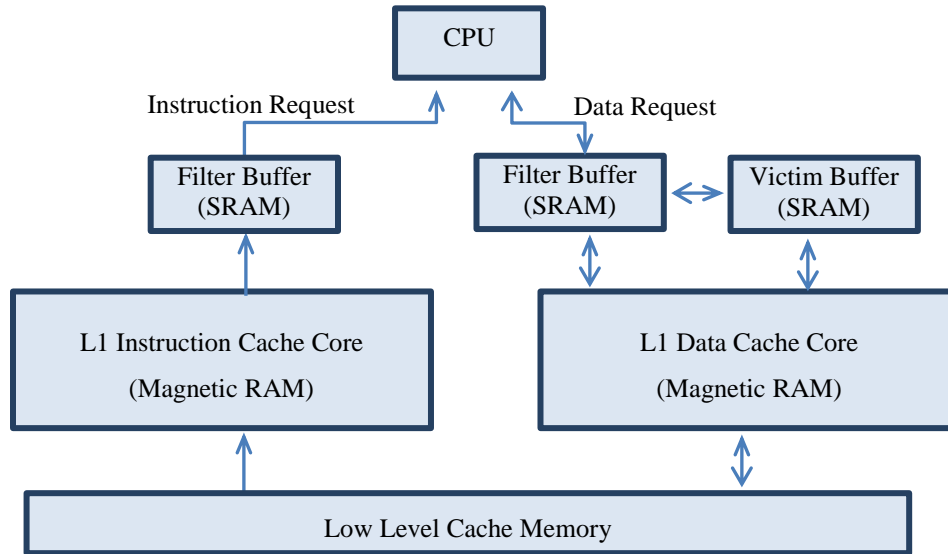 CPU
Instruction Request
Data Request
Filter Buffer
(SRAM)
Filter Buffer
(SRAM)
Victim Buffer
(SRAM)
L1 Instruction Cache Core
(Magnetic RAM)
L1 Data Cache Core
(Magnetic RAM)
Low Level Cache Memory